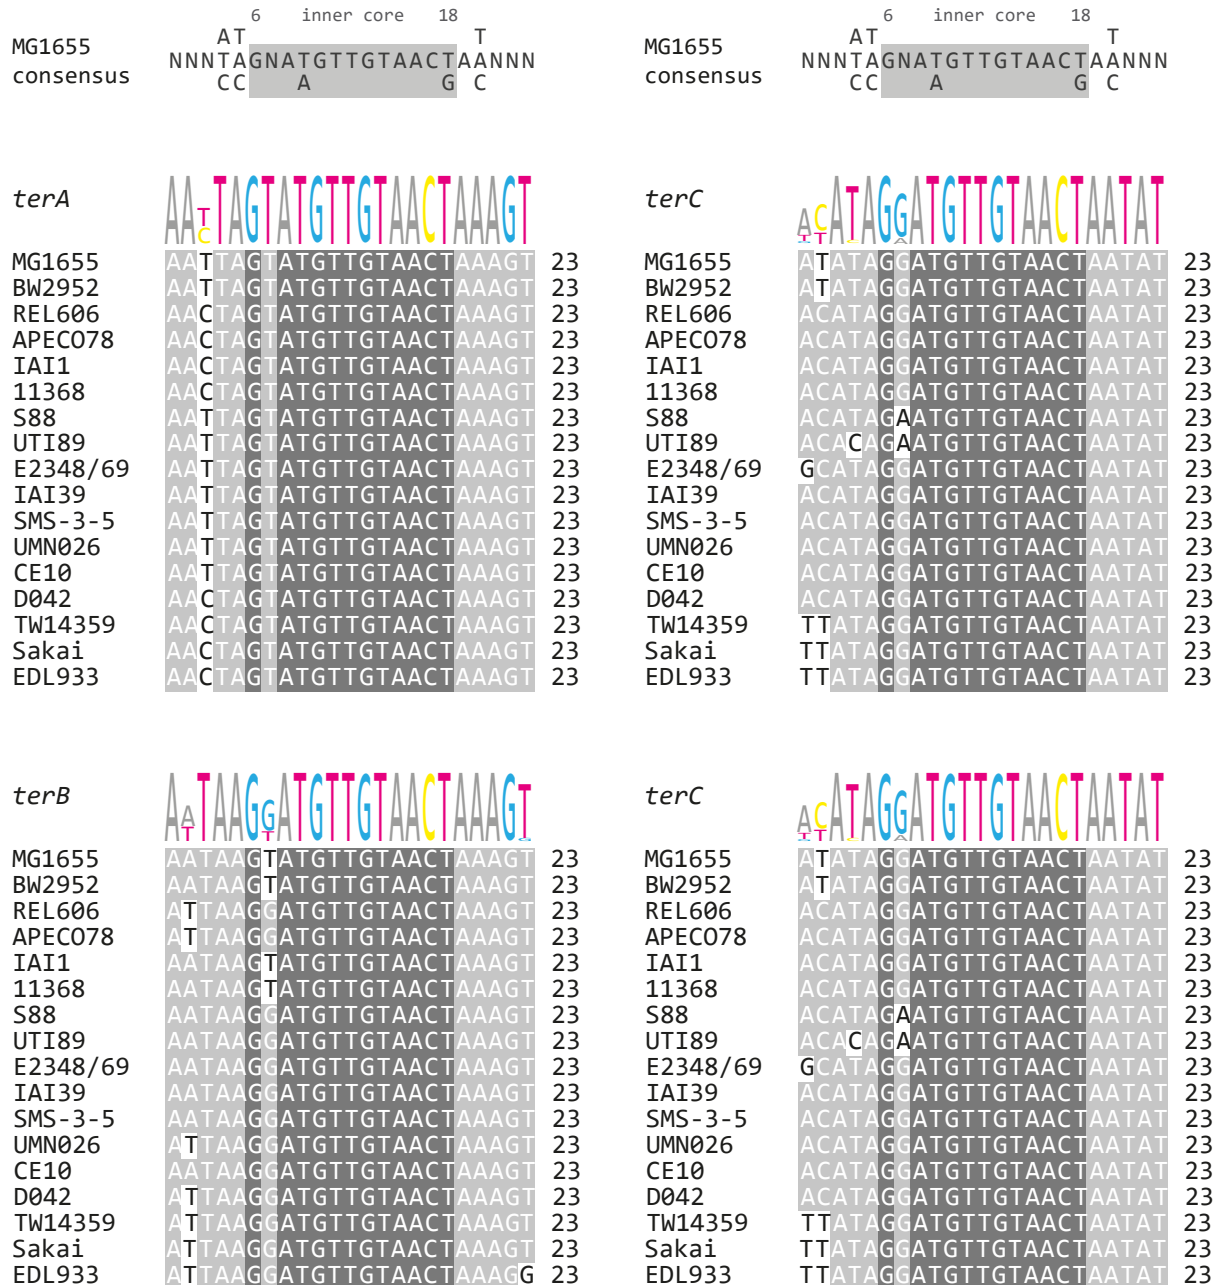 6 inner core 18
AT T
MG1655 NNNTAGNATGTTGTAACTAANNN
consensus CC A G C
terA
AATTAGTATGTTGTAACTAAAGT
C
MG1655 AATTAGTATGTTGTAACTAAAGT 23
BW2952 AATTAGTATGTTGTAACTAAAGT 23
REL606 AACTAGTATGTTGTAACTAAAGT 23
APECO78 AACTAGTATGTTGTAACTAAAGT 23
IAI1 AACTAGTATGTTGTAACTAAAGT 23
11368 AACTAGTATGTTGTAACTAAAGT 23
S88 AATTAGTATGTTGTAACTAAAGT 23
UTI89 AATTAGTATGTTGTAACTAAAGT 23
E2348/69 AATTAGTATGTTGTAACTAAAGT 23
IAI39 AATTAGTATGTTGTAACTAAAGT 23
SMS-3-5 AATTAGTATGTTGTAACTAAAGT 23
UMN026 AATTAGTATGTTGTAACTAAAGT 23
CE10 AATTAGTATGTTGTAACTAAAGT 23
D042 AACTAGTATGTTGTAACTAAAGT 23
TW14359 AACTAGTATGTTGTAACTAAAGT 23
Sakai AACTAGTATGTTGTAACTAAAGT 23
EDL933 AACTAGTATGTTGTAACTAAAGT 23
terB
AATAAGGATGTTGTAACTAAAGT
T T
MG1655 AATAAGTATGTTGTAACTAAAGT 23
BW2952 AATAAGTATGTTGTAACTAAAGT 23
REL606 ATTAAGGATGTTGTAACTAAAGT 23
APECO78 ATTAAGGATGTTGTAACTAAAGT 23
IAI1 AATAAGTATGTTGTAACTAAAGT 23
11368 AATAAGTATGTTGTAACTAAAGT 23
S88 AATAAGGATGTTGTAACTAAAGT 23
UTI89 AATAAGGATGTTGTAACTAAAGT 23
E2348/69 AATAAGGATGTTGTAACTAAAGT 23
IAI39 AATAAGGATGTTGTAACTAAAGT 23
SMS-3-5 AATAAGGATGTTGTAACTAAAGT 23
UMN026 ATTAAGGATGTTGTAACTAAAGT 23
CE10 AATAAGGATGTTGTAACTAAAGT 23
D042 ATTAAGGATGTTGTAACTAAAGT 23
TW14359 ATTAAGGATGTTGTAACTAAAGT 23
Sakai ATTAAGGATGTTGTAACTAAAGT 23
EDL933 ATTAAGGATGTTGTAACTAAAGG 23
6 inner core 18
AT T
MG1655 NNNTAGNATGTTGTAACTAANNN
consensus CC A G C
terC
ACATAGGATGTTGTAACTAATAT
T T A
MG1655 ATATAGGATGTTGTAACTAATAT 23
BW2952 ATATAGGATGTTGTAACTAATAT 23
REL606 ACATAGGATGTTGTAACTAATAT 23
APECO78 ACATAGGATGTTGTAACTAATAT 23
IAI1 ACATAGGATGTTGTAACTAATAT 23
11368 ACATAGGATGTTGTAACTAATAT 23
S88 ACATAGAATGTTGTAACTAATAT 23
UTI89 ACACAGAATGTTGTAACTAATAT 23
E2348/69 GCATAGGATGTTGTAACTAATAT 23
IAI39 ACATAGGATGTTGTAACTAATAT 23
SMS-3-5 ACATAGGATGTTGTAACTAATAT 23
UMN026 ACATAGGATGTTGTAACTAATAT 23
CE10 ACATAGGATGTTGTAACTAATAT 23
D042 ACATAGGATGTTGTAACTAATAT 23
TW14359 TTATAGGATGTTGTAACTAATAT 23
Sakai TTATAGGATGTTGTAACTAATAT 23
EDL933 TTATAGGATGTTGTAACTAATAT 23
terC
ACATAGGATGTTGTAACTAATAT
T T A
MG1655 ATATAGGATGTTGTAACTAATAT 23
BW2952 ATATAGGATGTTGTAACTAATAT 23
REL606 ACATAGGATGTTGTAACTAATAT 23
APECO78 ACATAGGATGTTGTAACTAATAT 23
IAI1 ACATAGGATGTTGTAACTAATAT 23
11368 ACATAGGATGTTGTAACTAATAT 23
S88 ACATAGAATGTTGTAACTAATAT 23
UTI89 ACACAGAATGTTGTAACTAATAT 23
E2348/69 GCATAGGATGTTGTAACTAATAT 23
IAI39 ACATAGGATGTTGTAACTAATAT 23
SMS-3-5 ACATAGGATGTTGTAACTAATAT 23
UMN026 ACATAGGATGTTGTAACTAATAT 23
CE10 ACATAGGATGTTGTAACTAATAT 23
D042 ACATAGGATGTTGTAACTAATAT 23
TW14359 TTATAGGATGTTGTAACTAATAT 23
Sakai TTATAGGATGTTGTAACTAATAT 23
EDL933 TTATAGGATGTTGTAACTAATAT 23